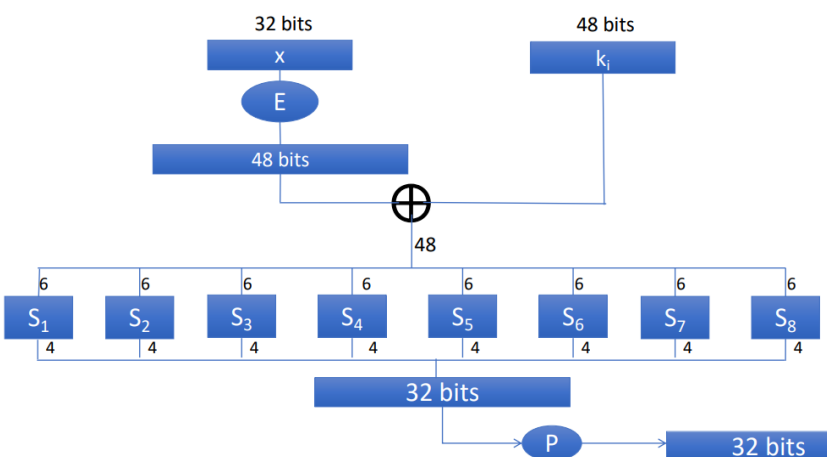 32 bits 48 bits
x k_i
E
48 bits
48
6 6 6 6 6 6 6 6
S₁ S₂ S₃ S₄ S₅ S₆ S₇ S₈
4 4 4 4 4 4 4 4
32 bits
P 32 bits